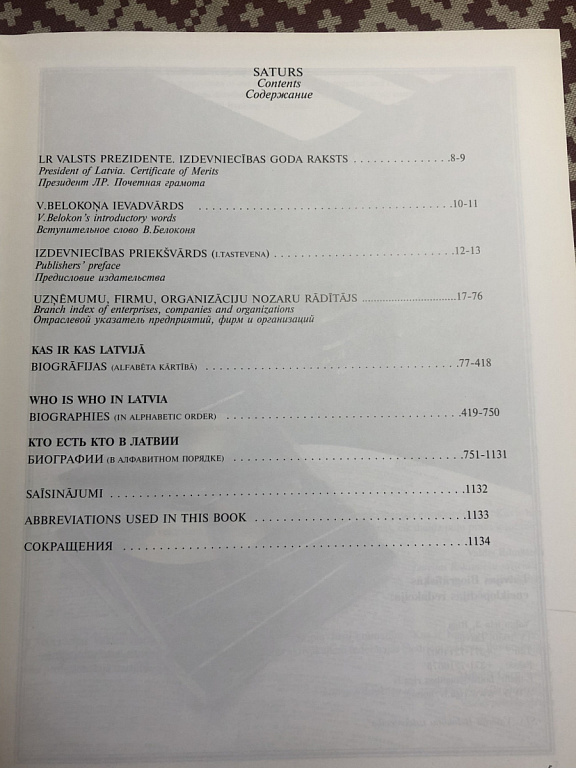 SATURS
Contents
Содержание
LR VALSTS PREZIDENTE. IZDEVNIECĪBAS GODA RAKSTS ..............8-9
President of Latvia. Certificate of Merits
Президент ЛР. Почетная грамота
V.BELOKOŅA IEVADVĀRDS ....................................10-11
V.Belokon's introductory words
Вступительное слово В.Белоконя
IZDEVNIECĪBAS PRIEKŠVĀRDS (I.TASTEVENA) ..........................12-13
Publishers' preface
Предисловие издательства
UZŅĒMUMU, FIRMU, ORGANIZĀCIJU NOZARU RĀDĪTĀJS ...............................17-76
Branch index of enterprises, companies and organizations
Отраслевой указатель предприятий, фирм и организаций
KAS IR KAS LATVIJĀ
BIOGRĀFIJAS (ALFABĒTA KĀRTĪBĀ) .....................................77-418
WHO IS WHO IN LATVIA
BIOGRAPHIES (IN ALPHABETIC ORDER) ..................................419-750
КТО ЕСТЬ КТО В ЛАТВИИ
БИОГРАФИИ (В АЛФАВИТНОМ ПОРЯДКЕ) .................................751-1131
SAĪSINĀJUMI ....................................................1132
ABBREVIATIONS USED IN THIS BOOK ..............................1133
СОКРАЩЕНИЯ ..................................................1134